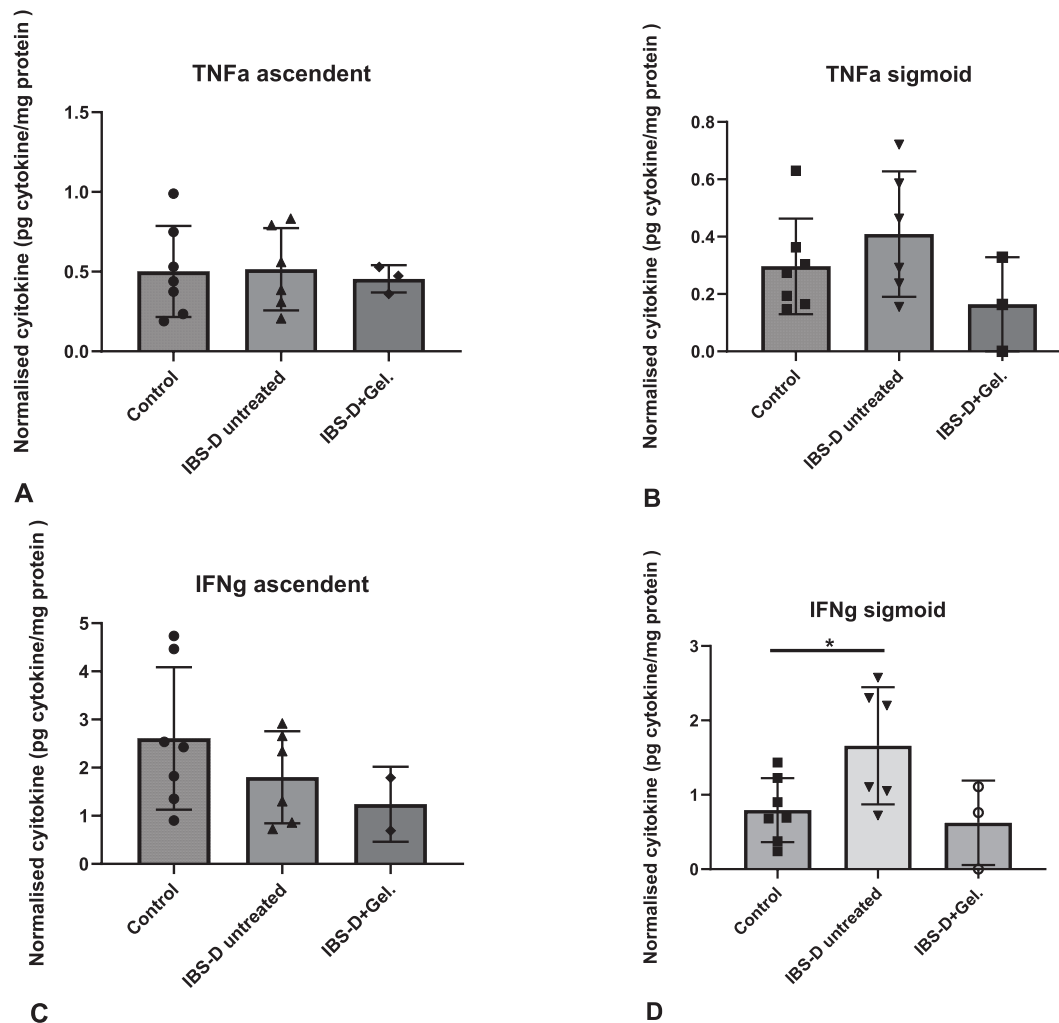 TNFa ascendent
Normalised cyitokine (pg cytokine/mg protein )
1.5
1.0
0.5
0.0
Control
IBS-D untreated
IBS-D+Gel.
A
TNFa sigmoid
Normalised cyitokine (pg cytokine/mg protein )
0.8
0.6
0.4
0.2
0.0
Control
IBS-D untreated
IBS-D+Gel.
B
IFNg ascendent
Normalised cyitokine (pg cytokine/mg protein )
5
4
3
2
1
0
Control
IBS-D untreated
IBS-D+Gel.
C
IFNg sigmoid
Normalised cyitokine (pg cytokine/mg protein )
3
2
1
0
*
Control
IBS-D untreated
IBS-D+Gel.
D